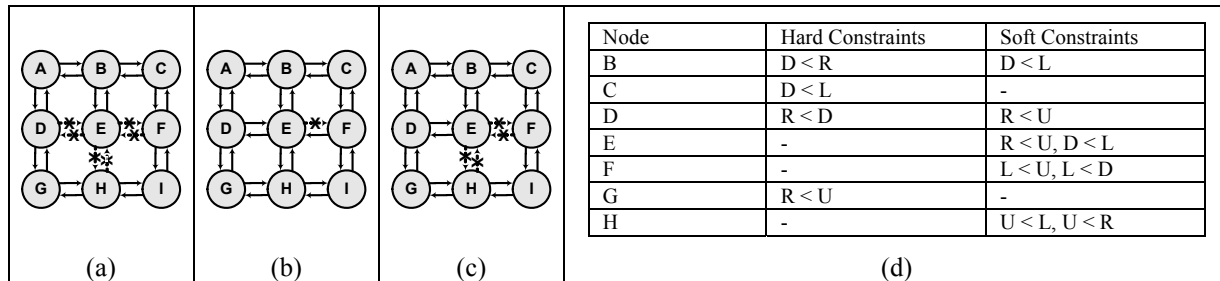 A B C
D E F
G H I
(a)
A B C
D E F
G H I
(b)
A B C
D E F
G H I
(c)
Node Hard Constraints Soft Constraints
B D < R D < L
C D < L -
D R < D R < U
E - R < U, D < L
F - L < U, L < D
G R < U -
H - U < L, U < R
(d)